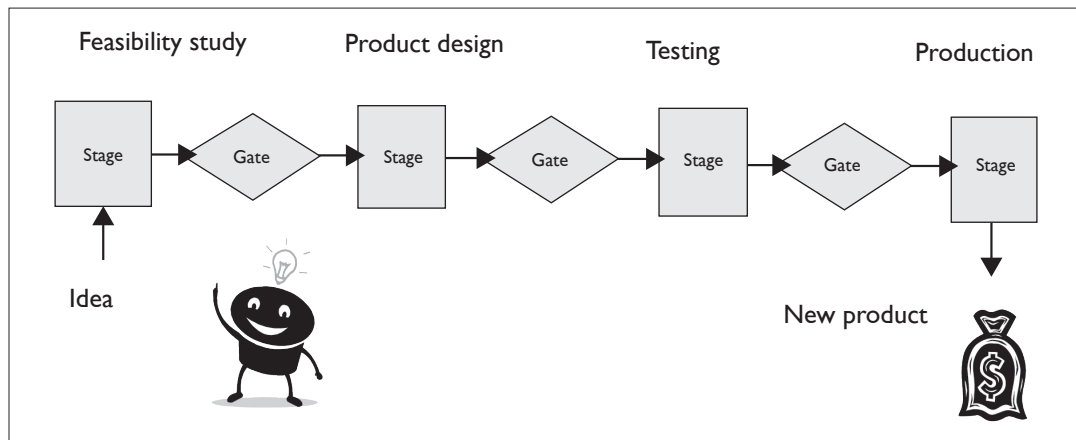 Feasibility study
Product design
Testing
Production
Stage
Gate
Stage
Gate
Stage
Gate
Stage
Idea
New product
$